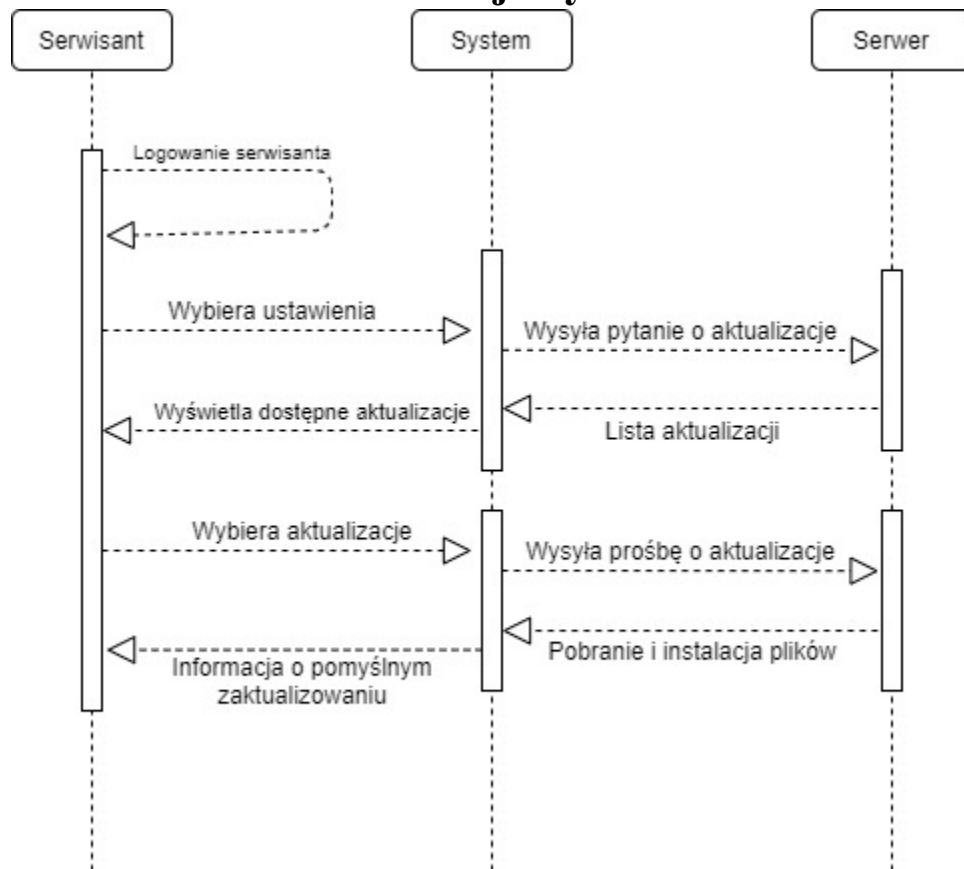 Serwisant
System
Serwer
Logowanie serwisanta
Wybiera ustawienia
Wysyła pytanie o aktualizacje
Wyświetla dostępne aktualizacje
Lista aktualizacji
Wybiera aktualizacje
Wysyła prośbę o aktualizacje
Pobranie i instalacja plików
Informacja o pomyślnym
zaktualizowaniu